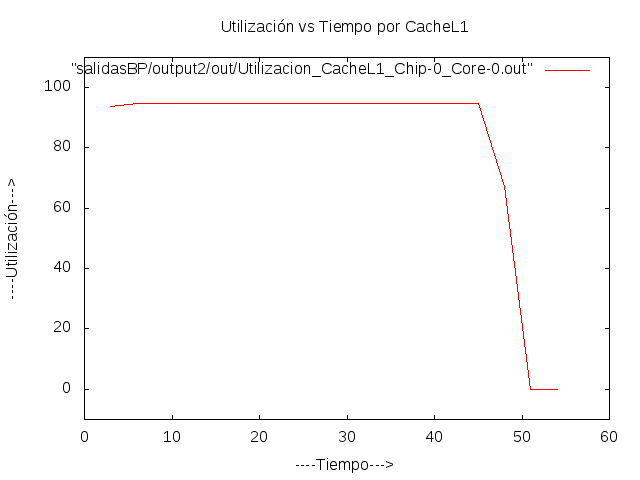 Utilización vs Tiempo por CacheL1
"salidasBP/output2/out/Utilizacion_CacheL1_Chip-0_Core-0.out"
100
80
60
40
20
0
----Utilización--->
0 10 20 30 40 50 60
----Tiempo--->